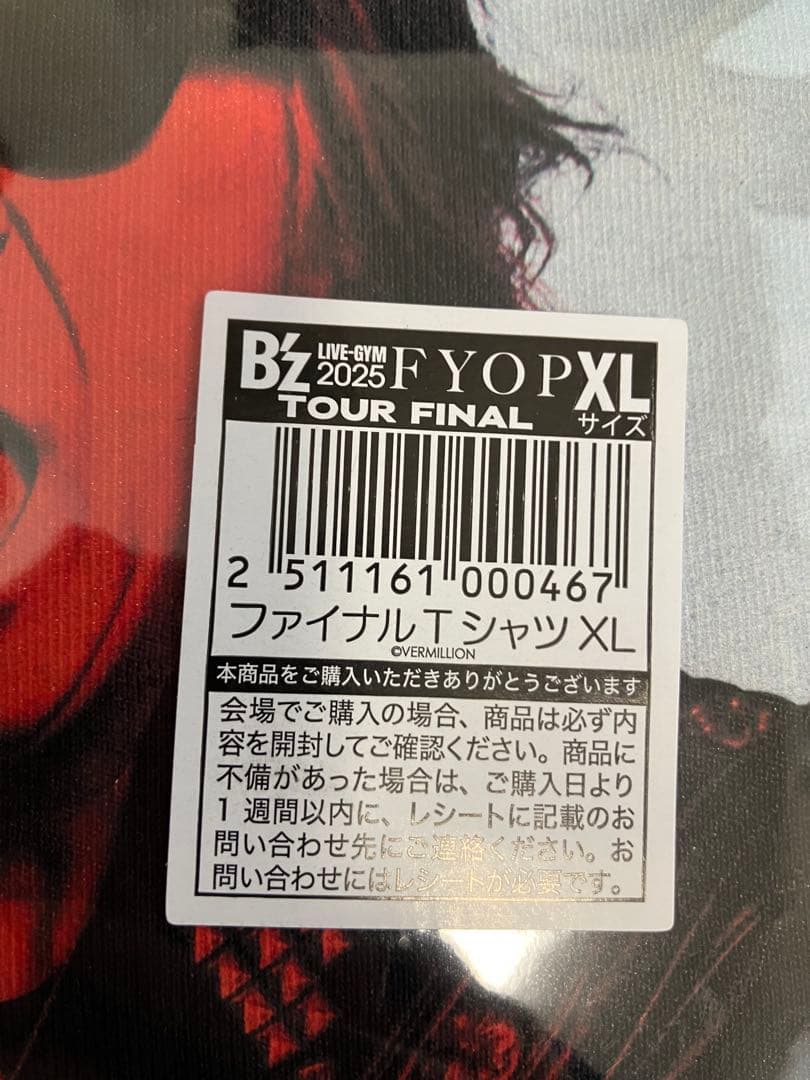 B'z LIVE-GYM 2025 FYOP XL
TOUR FINAL サイズ
2 511161 000467
ファイナルTシャツ XL
©VERMILLION
本商品をご購入いただきありがとうございます
会場でご購入の場合、商品は必ず内
容を開封してご確認ください。商品に
不備があった場合は、ご購入日より
1週間以内に、レシートに記載のお
問い合わせ先にご連絡ください。お
問い合わせにはレシートが必要です。